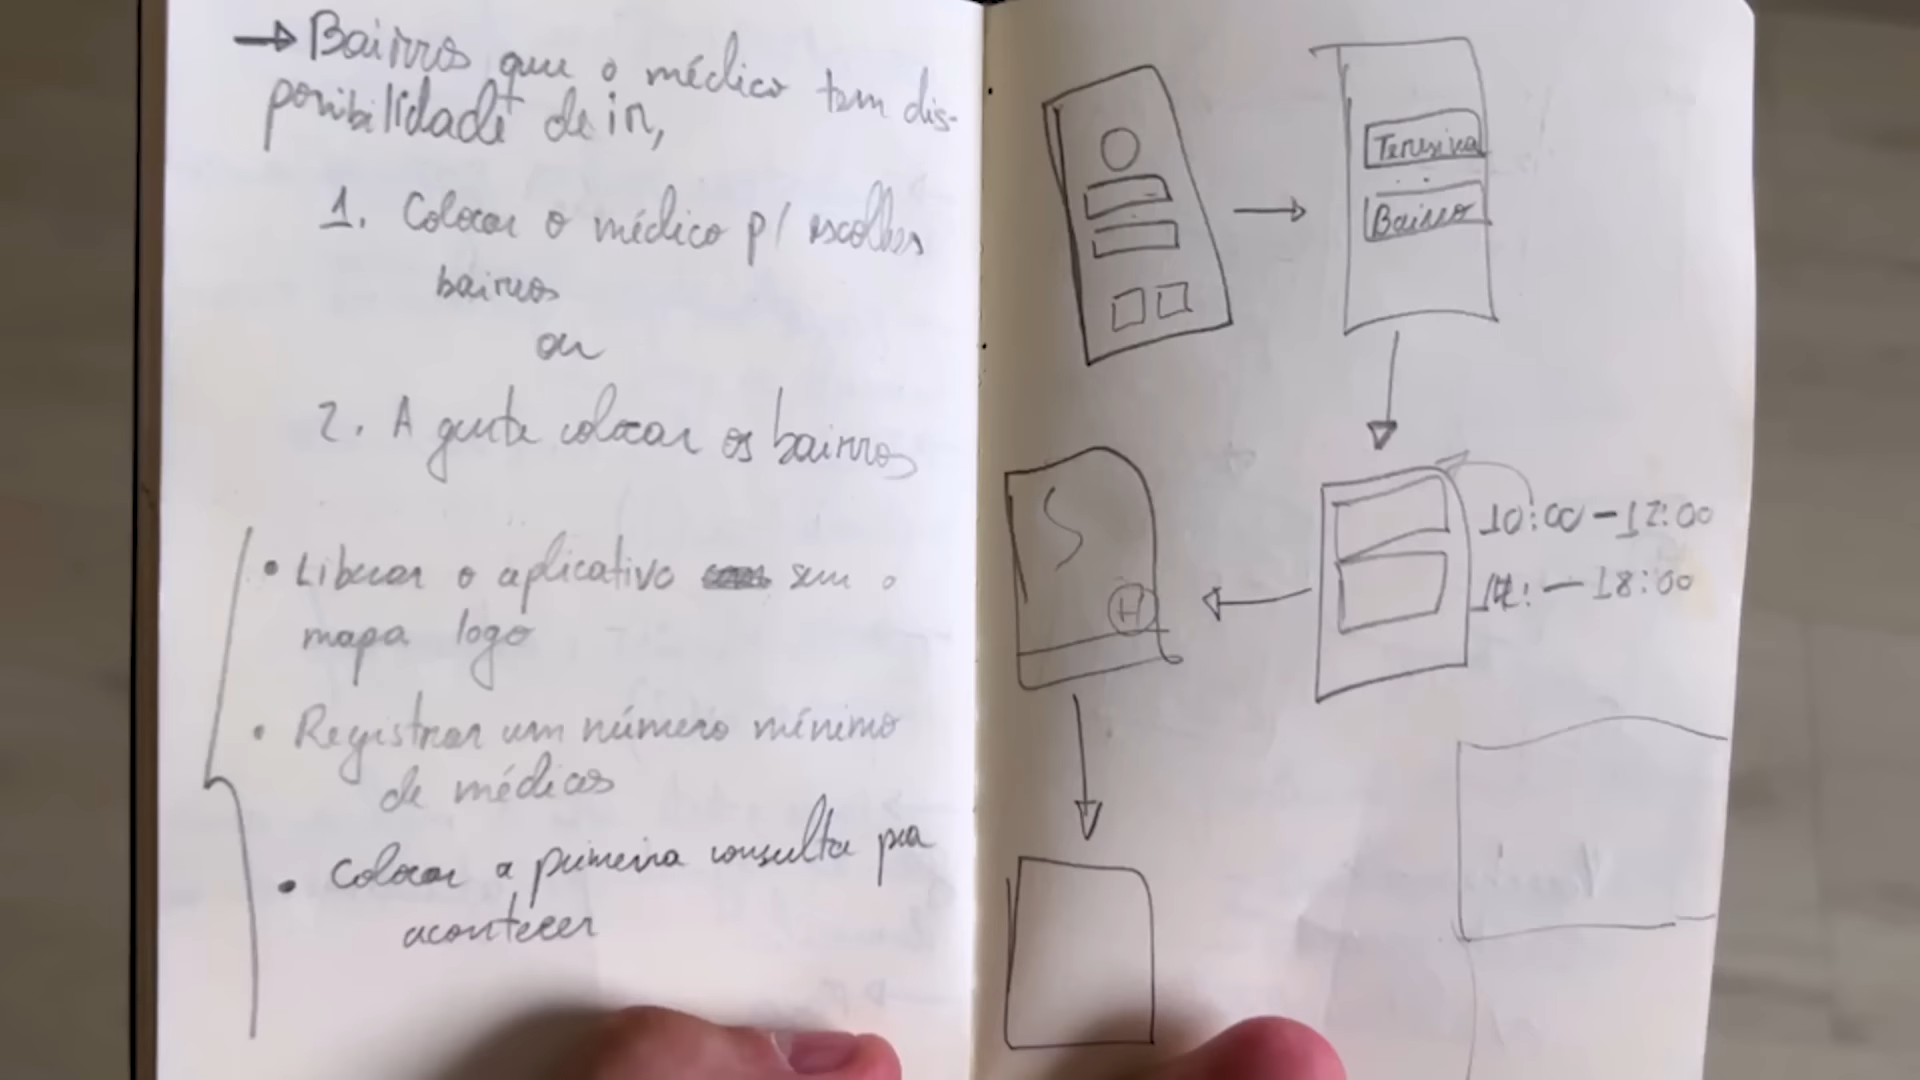 → Bairros que o médico tem dis-
ponibilidade de ir,
1. Colocar o médico p/ escolher
bairros
ou
2. A gente colocar os bairros
• Liberar o aplicativo sem o
mapa logo
• Registrar um número mínimo
de médicos
• Colocar a primeira consulta pra
acontecer
Teresina
Bairro
10:00 - 12:00
14: - 18:00
S
H